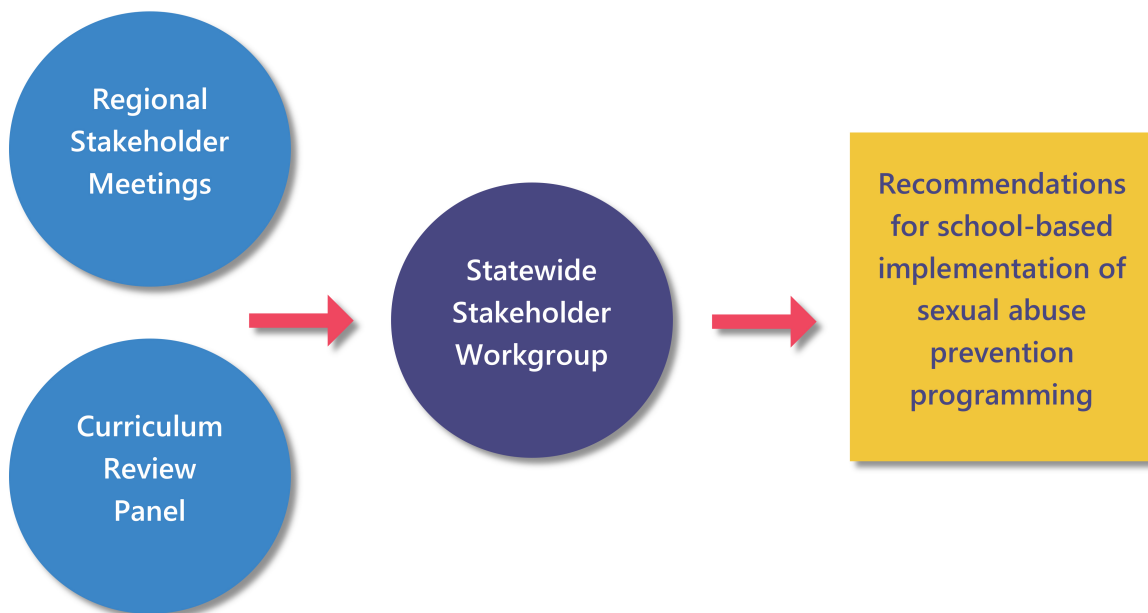 Regional
Stakeholder
Meetings
Curriculum
Review
Panel
Statewide
Stakeholder
Workgroup
Recommendations
for school-based
implementation of
sexual abuse
prevention
programming